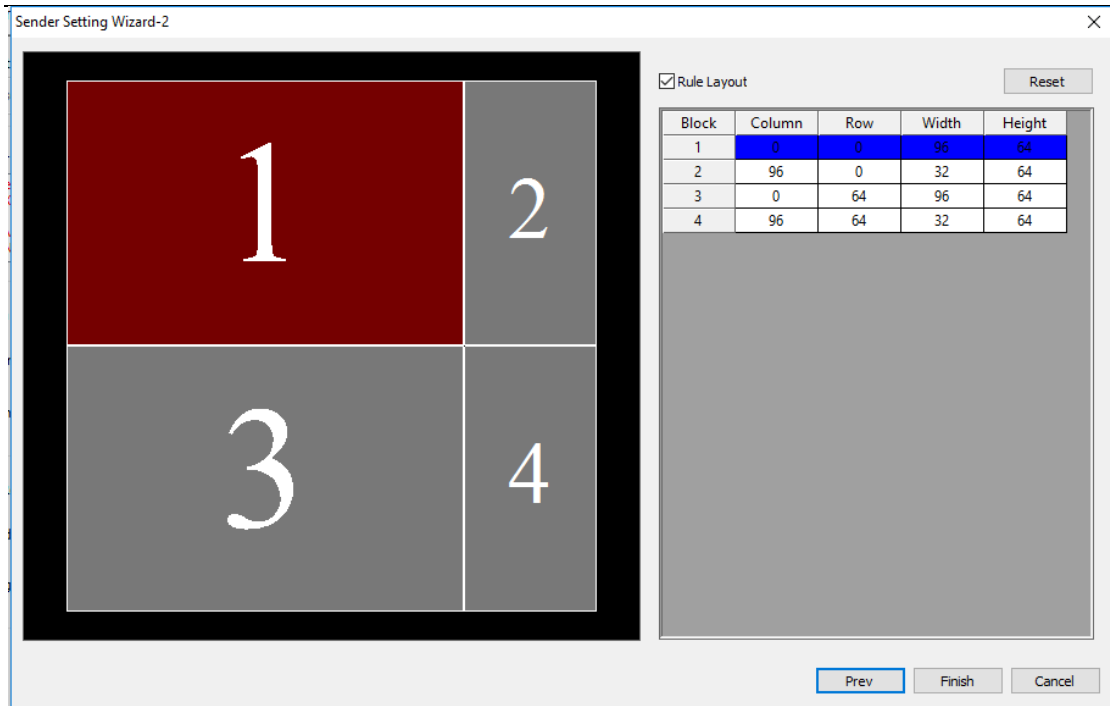 Sender Setting Wizard-2
1
2
3
4
Rule Layout
Reset
Block Column Row Width Height
1 0 0 96 64
2 96 0 32 64
3 0 64 96 64
4 96 64 32 64
Prev
Finish
Cancel